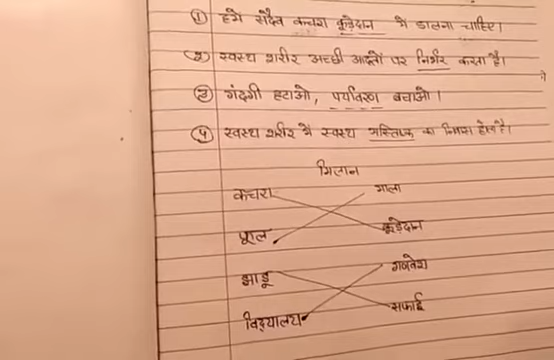 ① हमें सदैव कचरा कूड़ेदान में डालना चाहिए।
② स्वस्थ शरीर अच्छी आदतों पर निर्भर करता है।
③ गंदगी हटाओ, पर्यावरण बचाओ।
④ स्वस्थ शरीर में स्वस्थ मस्तिष्क का निवास होता है।
मिलान
कचरा माला
फूल कूड़ेदान
झाडू गणवेश
विद्यालय सफाई